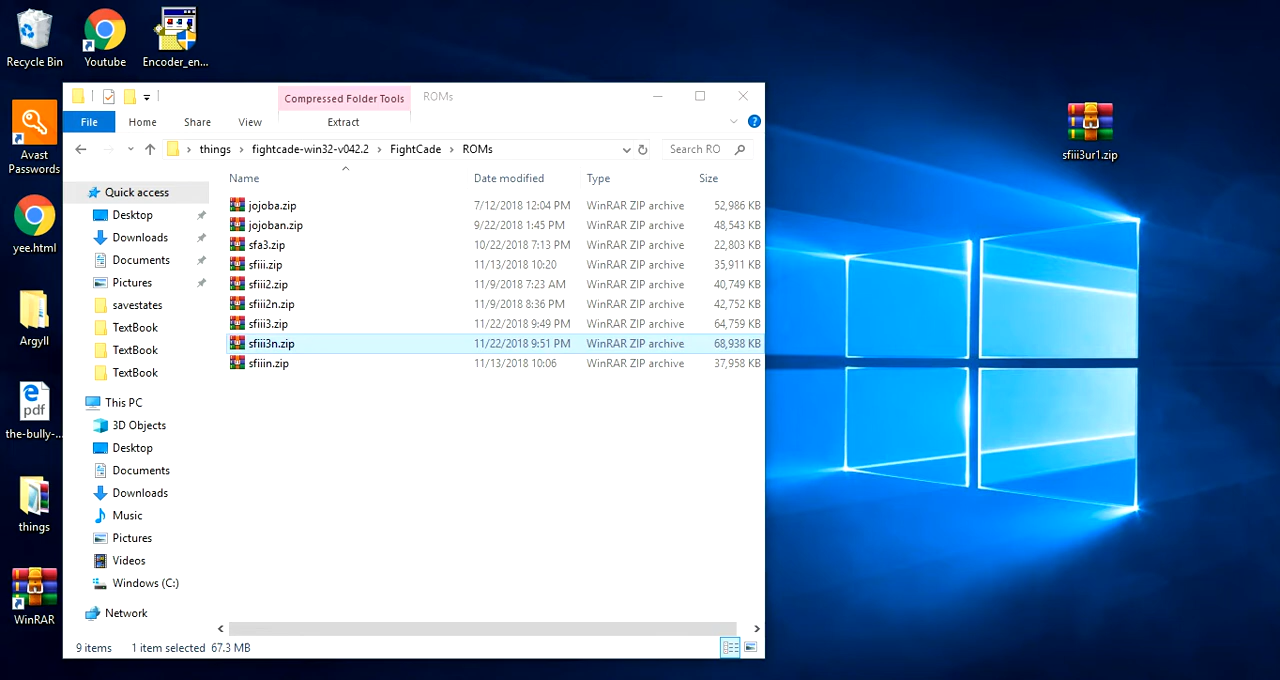 Recycle Bin
Youtube
Encoder_en...
Avast
Passwords
yee.html
Argyll
pdf
the-bully-...
things
WinRAR
Compressed Folder Tools
ROMs
File
Home
Share
View
Extract
things
fightcade-win32-v042.2
FightCade
ROMs
Search RO
Name
Date modified
Type
Size
jojoba.zip 7/12/2018 12:04 PM WinRAR ZIP archive 52,986 KB
jojoban.zip 9/22/2018 1:45 PM WinRAR ZIP archive 48,543 KB
sfa3.zip 10/22/2018 7:13 PM WinRAR ZIP archive 22,803 KB
sfiii.zip 11/13/2018 10:20 WinRAR ZIP archive 35,911 KB
sfiii2.zip 11/9/2018 7:23 AM WinRAR ZIP archive 40,749 KB
sfiii2n.zip 11/9/2018 8:36 PM WinRAR ZIP archive 42,752 KB
sfiii3.zip 11/22/2018 9:49 PM WinRAR ZIP archive 64,759 KB
sfiii3n.zip 11/22/2018 9:51 PM WinRAR ZIP archive 68,938 KB
sfiiin.zip 11/13/2018 10:06 WinRAR ZIP archive 37,958 KB
Quick access
Desktop
Downloads
Documents
Pictures
savestates
TextBook
TextBook
TextBook
This PC
3D Objects
Desktop
Documents
Downloads
Music
Pictures
Videos
Windows (C:)
Network
9 items 1 item selected 67.3 MB
sfiii3ur1.zip